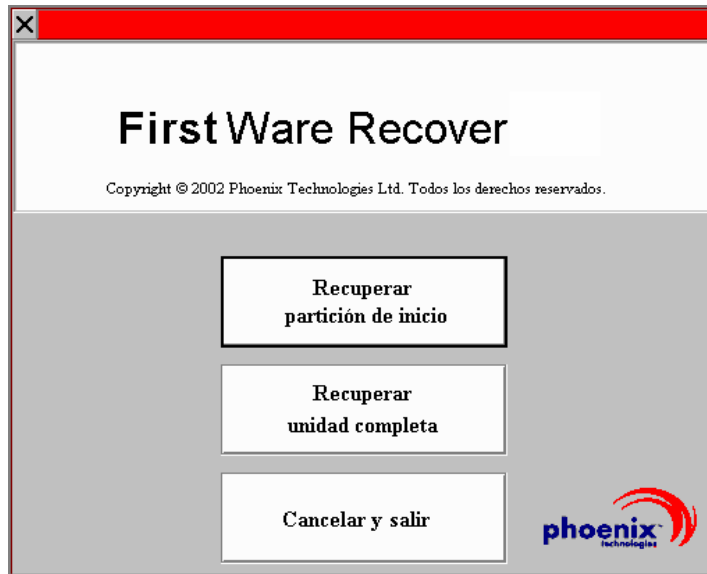 First Ware Recover
Copyright © 2002 Phoenix Technologies Ltd. Todos los derechos reservados.
Recuperar
partición de inicio
Recuperar
unidad completa
Cancelar y salir
phoenix™
technologies